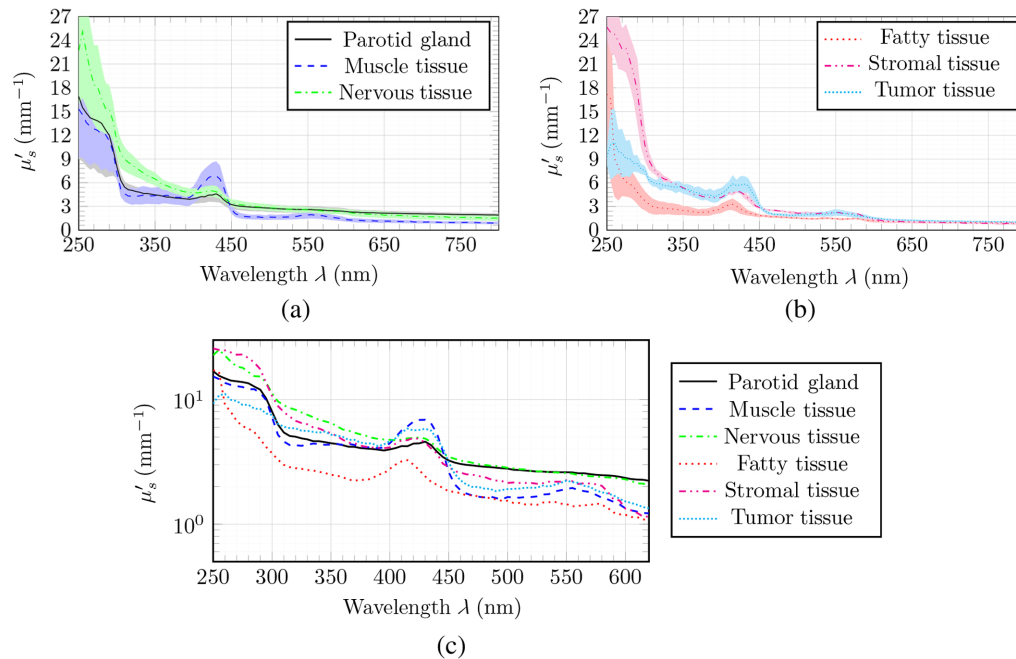 27
24
21
18
15
12
9
6
3
0
μ′s (mm−1)
250 350 450 550 650 750
Wavelength λ (nm)
Parotid gland
Muscle tissue
Nervous tissue
(a)
27
24
21
18
15
12
9
6
3
0
μ′s (mm−1)
250 350 450 550 650 750
Wavelength λ (nm)
Fatty tissue
Stromal tissue
Tumor tissue
(b)
10^1
10^0
μ′s (mm−1)
250 300 350 400 450 500 550 600
Wavelength λ (nm)
Parotid gland
Muscle tissue
Nervous tissue
Fatty tissue
Stromal tissue
Tumor tissue
(c)